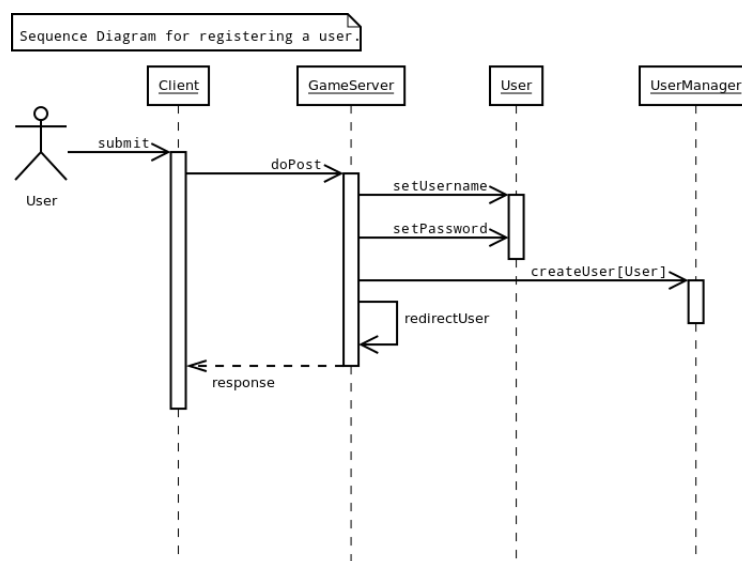 Sequence Diagram for registering a user.
Client
GameServer
User
UserManager
submit
doPost
setUsername
User
setPassword
createUser[User]
redirectUser
response